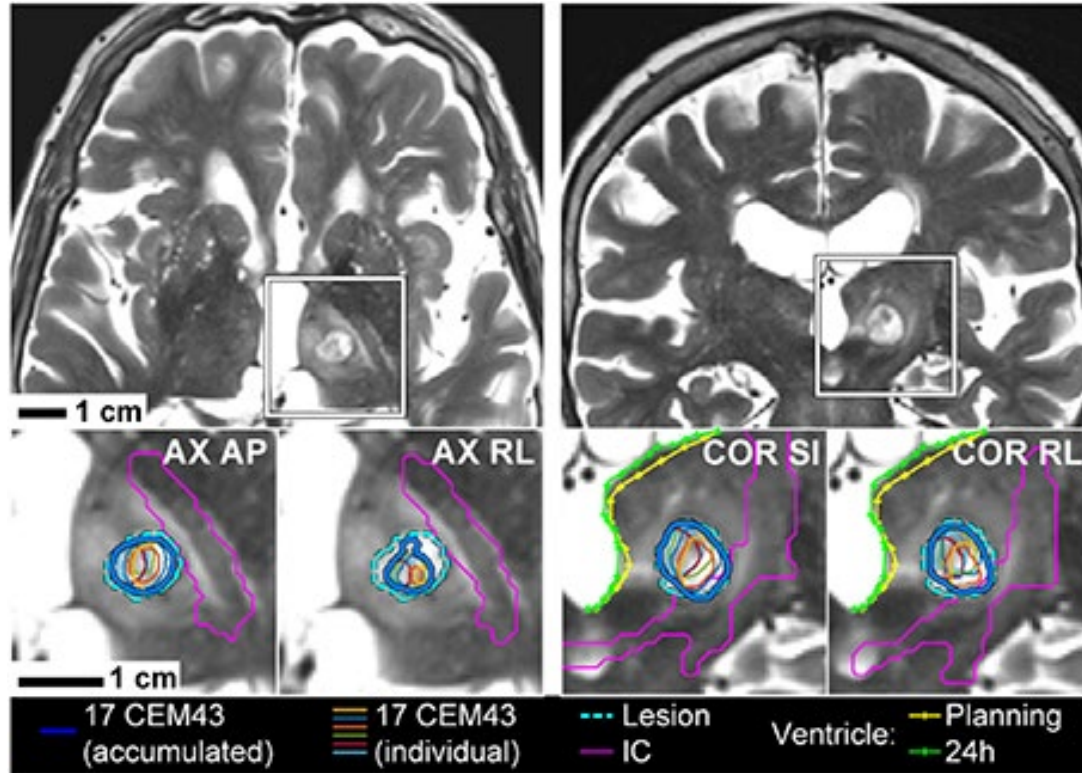 1 cm
AX AP
AX RL
COR SI
COR RL
1 cm
17 CEM43
(accumulated)
17 CEM43
(individual)
Lesion
IC
Ventricle:
Planning
24h